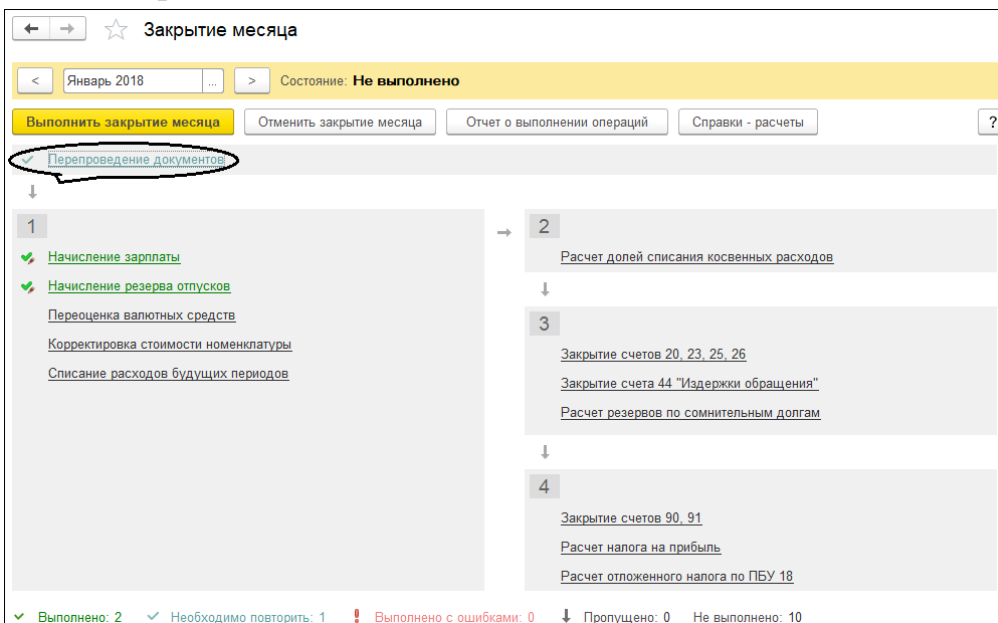 Закрытие месяца
< Январь 2018 ... > Состояние: Не выполнено
Выполнить закрытие месяца Отменить закрытие месяца Отчет о выполнении операций Справки - расчеты ?
Перепроведение документов
1
Начисление зарплаты
Начисление резерва отпусков
Переоценка валютных средств
Корректировка стоимости номенклатуры
Списание расходов будущих периодов
2
Расчет долей списания косвенных расходов
3
Закрытие счетов 20, 23, 25, 26
Закрытие счета 44 "Издержки обращения"
Расчет резервов по сомнительным долгам
4
Закрытие счетов 90, 91
Расчет налога на прибыль
Расчет отложенного налога по ПБУ 18
Выполнено: 2 Необходимо повторить: 1 Выполнено с ошибками: 0 Пропущено: 0 Не выполнено: 10